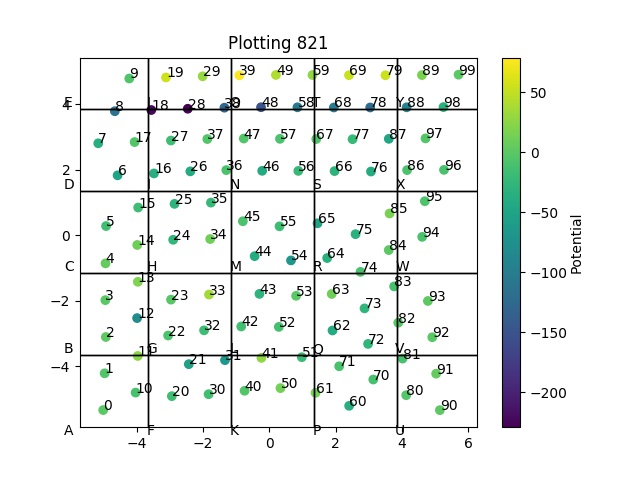 Plotting 821
9 19 29 39 49 59 69 79 89 99
E J O T Y
8 18 28 38 48 58 68 78 88 98
7 17 27 37 47 57 67 77 87 97
6 16 26 36 46 56 66 76 86 96
D I N S X
5 15 25 35 45 55 65 75 85 95
4 14 24 34 44 54 64 74 84 94
C H M R W
3 13 23 33 43 53 63 73 83 93
2 12 22 32 42 52 62 72 82 92
B G L Q V
1 11 21 31 41 51 61 71 81 91
0 10 20 30 40 50 60 70 80 90
A F K P U
4
2
0
−2
−4
−4 −2 0 2 4 6
50
0
−50
−100
−150
−200
Potential